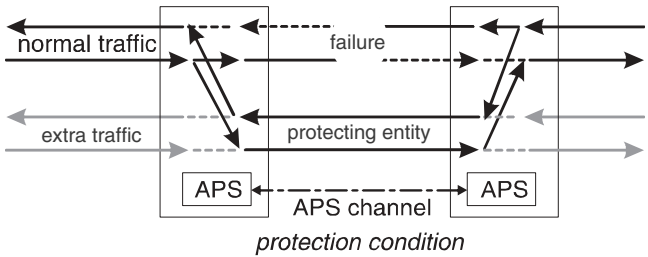 normal traffic
failure
extra traffic
protecting entity
APS
APS
APS channel
protection condition